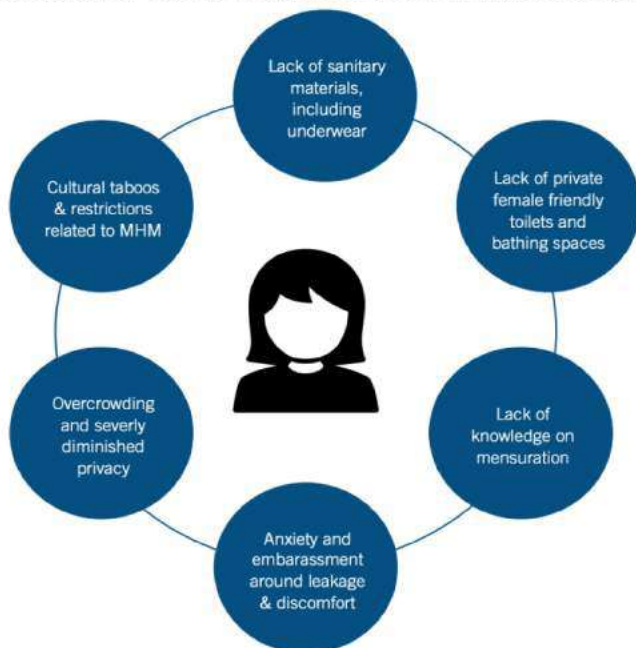 Lack of sanitary
materials,
including
underwear
Lack of private
female friendly
toilets and
bathing spaces
Lack of
knowledge on
mensuration
Anxiety and
embarassment
around leakage
& discomfort
Overcrowding
and severly
diminished
privacy
Cultural taboos
& restrictions
related to MHM